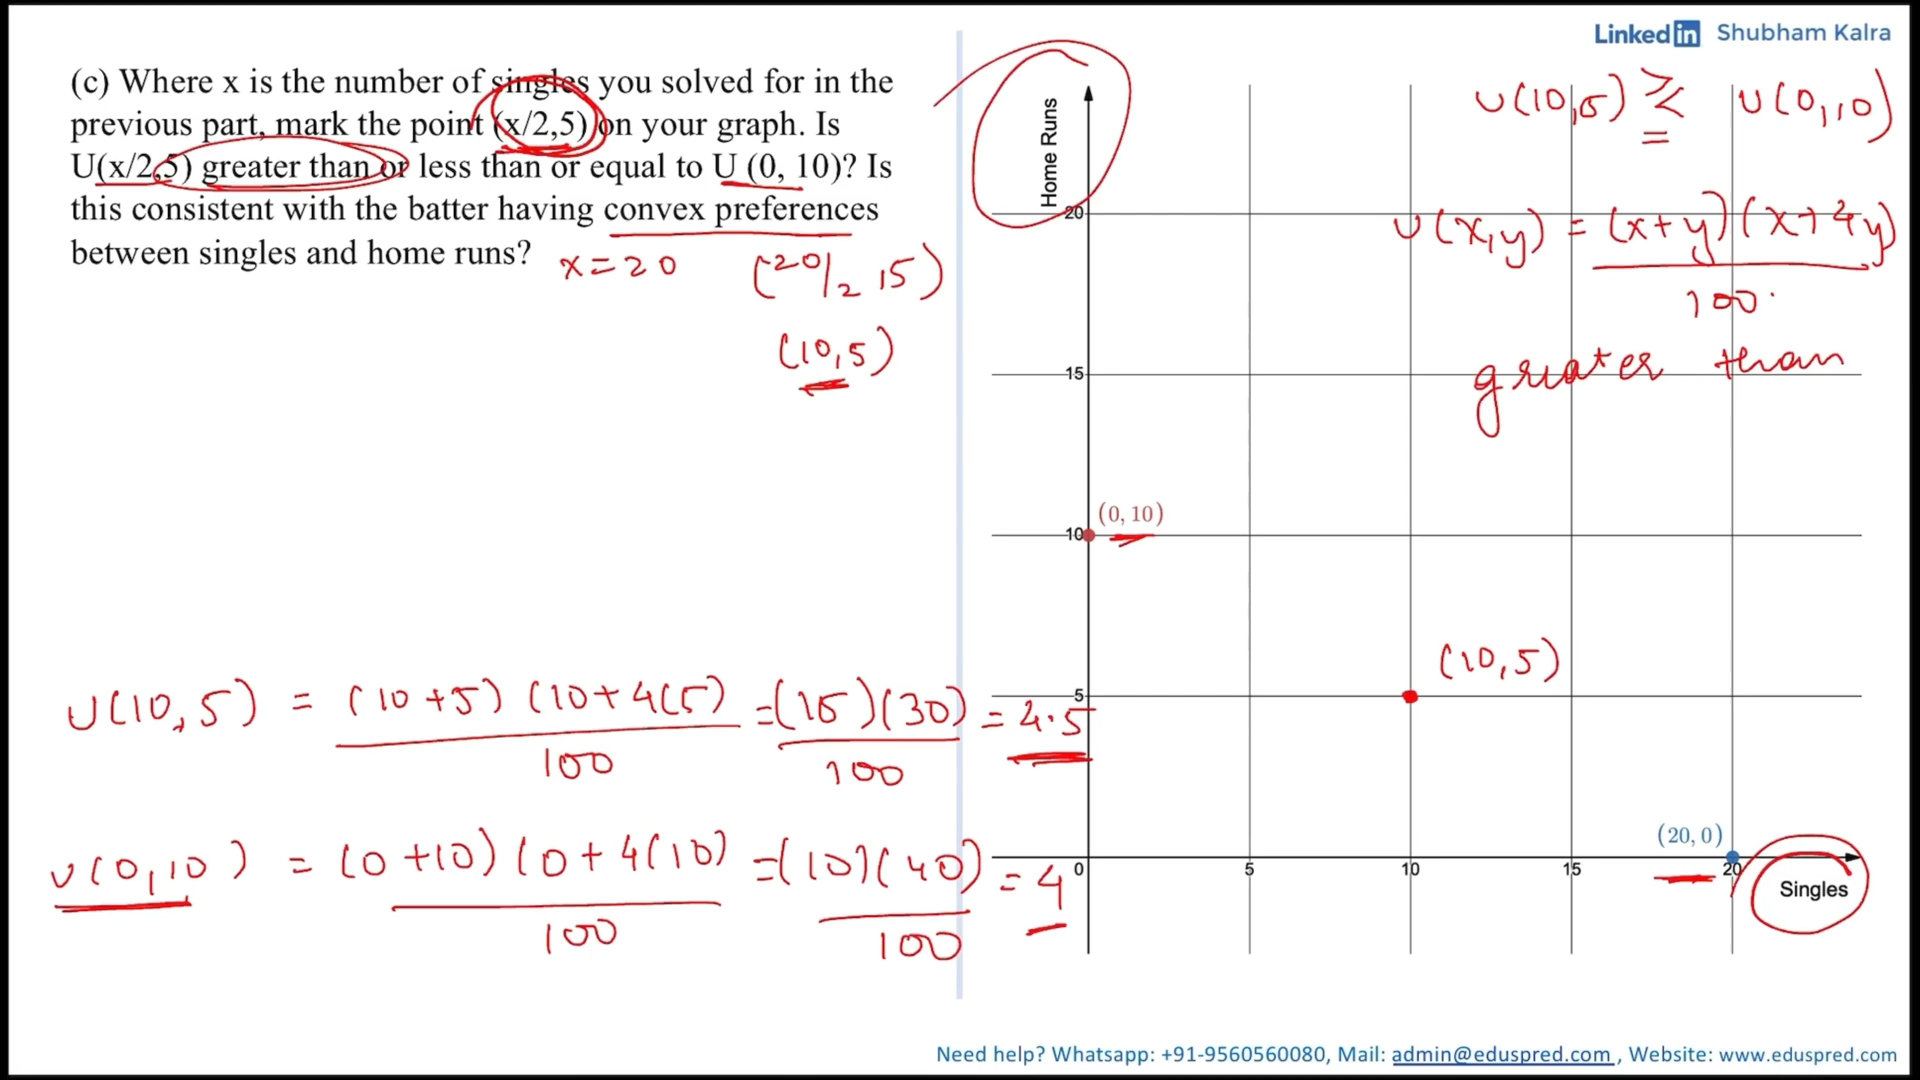 LinkedIn Shubham Kalra
(c) Where x is the number of singles you solved for in the
previous part, mark the point (x/2,5) on your graph. Is
U(x/2,5) greater than or less than or equal to U (0, 10)? Is
this consistent with the batter having convex preferences
between singles and home runs?
x=20 (20/2 ,5)
(10,5)
U(10,5) = (10+5) (10+4(5) =(15)(30) = 4.5
100 100
U(0,10) = (0+10) (0+4(10) =(10)(40) = 4
100 100
U(10,5) ⋛ U(0,10)
=
U(x,y) = (x+y)(x+4y)
100.
greater than
Home Runs
20
15
(0, 10)
10
(10,5)
5
(20, 0)
0 5 10 15 20
Singles
Need help? Whatsapp: +91-9560560080, Mail: admin@eduspred.com , Website: www.eduspred.com